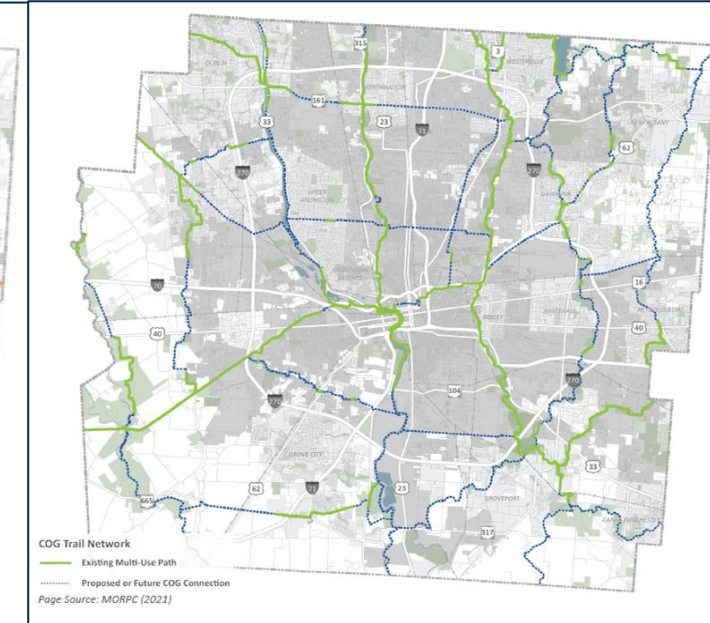 315
3
DUBLIN
WESTERVILLE
WORTHINGTON
161
33
23
71
NEW ALBANY
62
270
270
GAHANNA
UPPER
ARLINGTON
70
16
40
WHITEHALL
BEXLEY
40
104
270
270
GROVE CITY
33
62
71
23
665
GROVEPORT
317
CANAL WINCHESTER
COG Trail Network
Existing Multi-Use Path
Proposed or Future COG Connection
Page Source: MORPC (2021)